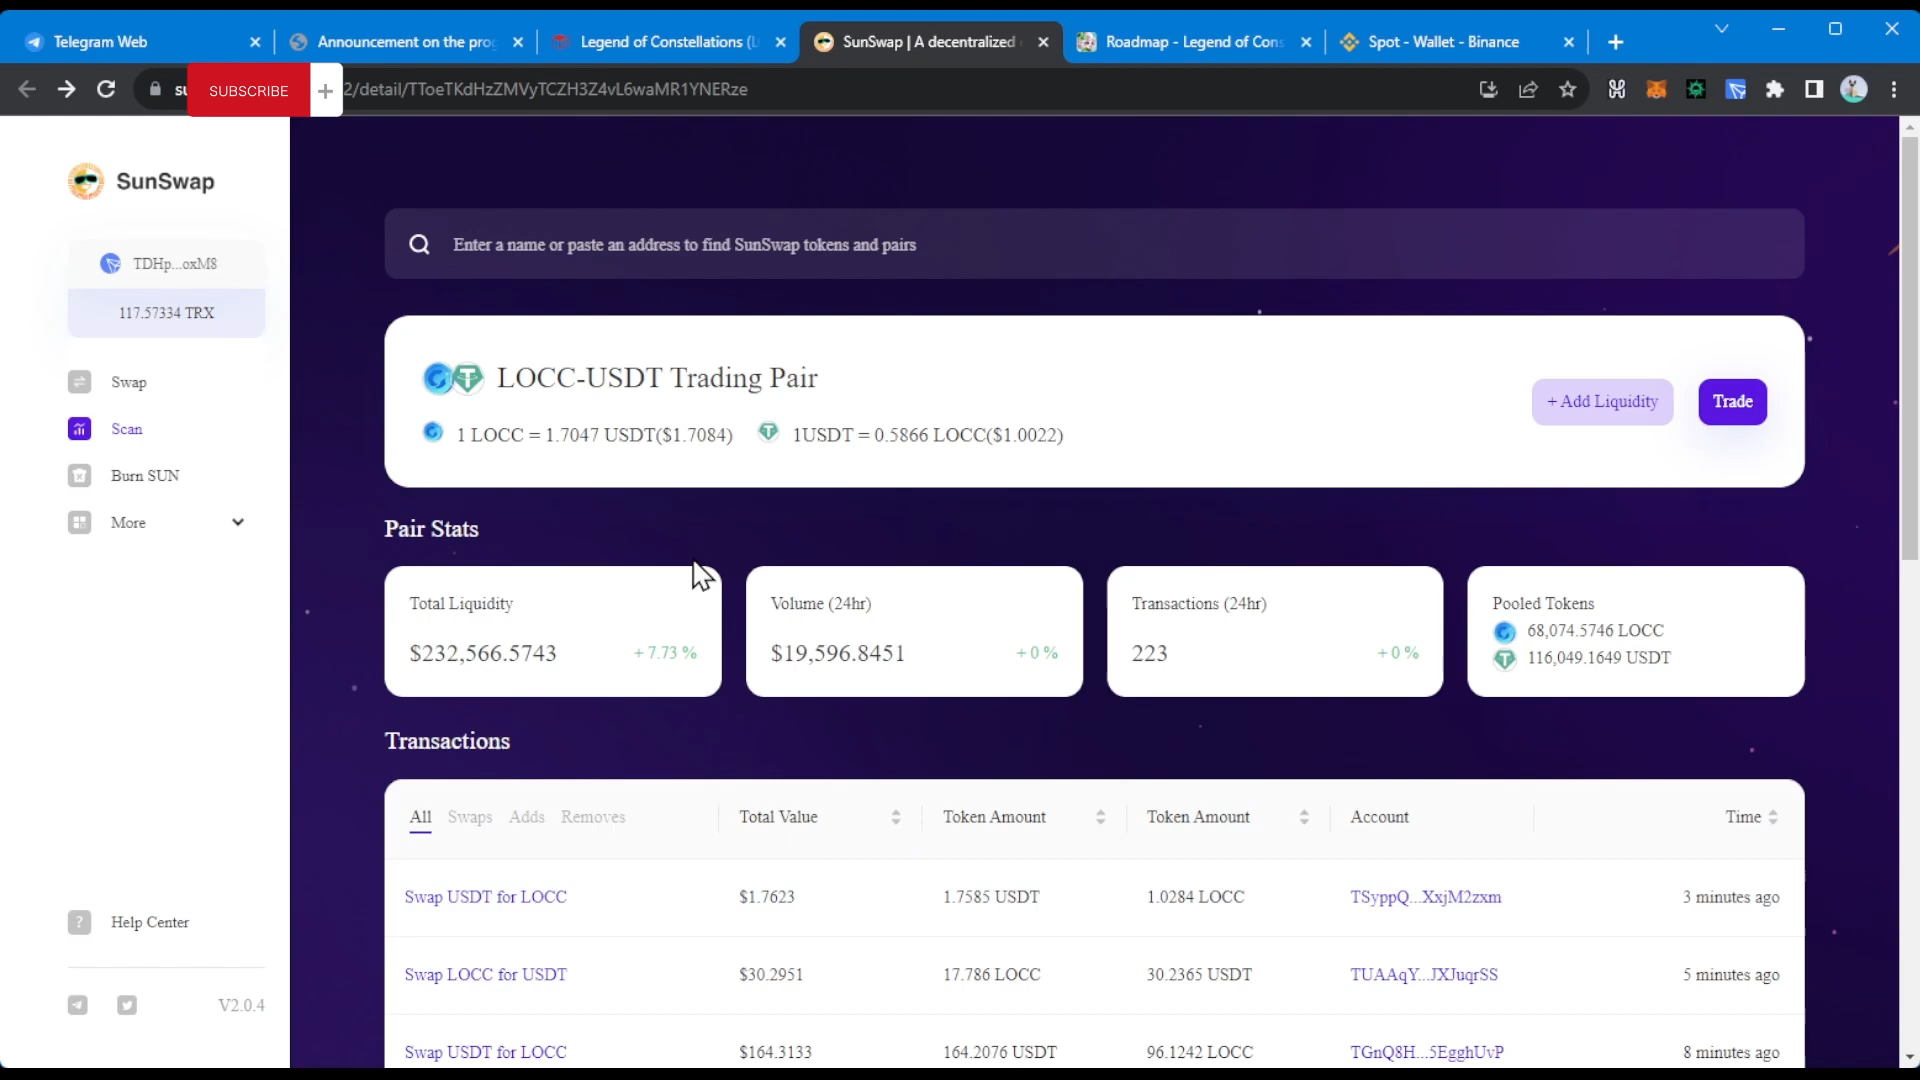 Telegram Web
Announcement on the prog
Legend of Constellations (L
SunSwap | A decentralized
Roadmap - Legend of Cons
Spot - Wallet - Binance
su
SUBSCRIBE
2/detail/TToeTKdHzZMVyTCZH3Z4vL6waMR1YNERze
SunSwap
TDHp...oxM8
117.57334 TRX
Swap
Scan
Burn SUN
More
Help Center
V2.0.4
Enter a name or paste an address to find SunSwap tokens and pairs
LOCC-USDT Trading Pair
1 LOCC = 1.7047 USDT($1.7084)
1USDT = 0.5866 LOCC($1.0022)
+ Add Liquidity
Trade
Pair Stats
Total Liquidity
$232,566.5743
+ 7.73 %
Volume (24hr)
$19,596.8451
+ 0 %
Transactions (24hr)
223
+ 0 %
Pooled Tokens
68,074.5746 LOCC
116,049.1649 USDT
Transactions
All Swaps Adds Removes Total Value Token Amount Token Amount Account Time
Swap USDT for LOCC $1.7623 1.7585 USDT 1.0284 LOCC TSyppQ...XxjM2zxm 3 minutes ago
Swap LOCC for USDT $30.2951 17.786 LOCC 30.2365 USDT TUAAqY...JXJuqrSS 5 minutes ago
Swap USDT for LOCC $164.3133 164.2076 USDT 96.1242 LOCC TGnQ8H...5EgghUvP 8 minutes ago